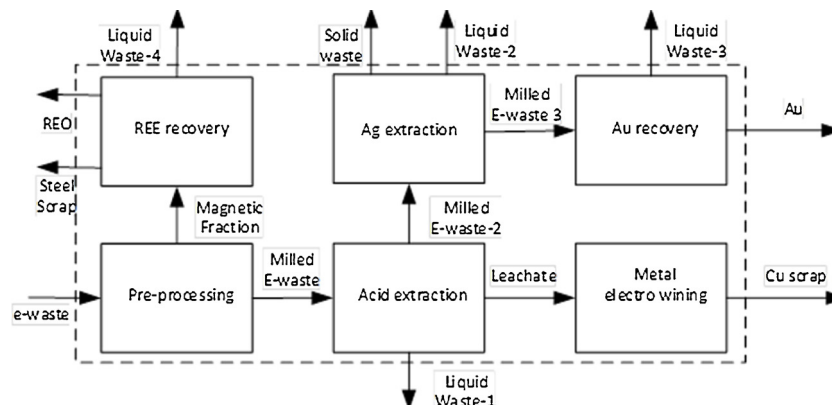 Liquid
Waste-4
Solid
waste
Liquid
Waste-2
Liquid
Waste-3
REO
REE recovery
Ag extraction
Milled
E-waste 3
Au recovery
Au
Steel
Scrap
Magnetic
Fraction
Milled
E-waste-2
e-waste
Pre-processing
Milled
E-waste
Acid extraction
Leachate
Metal
electro wining
Cu scrap
Liquid
Waste-1